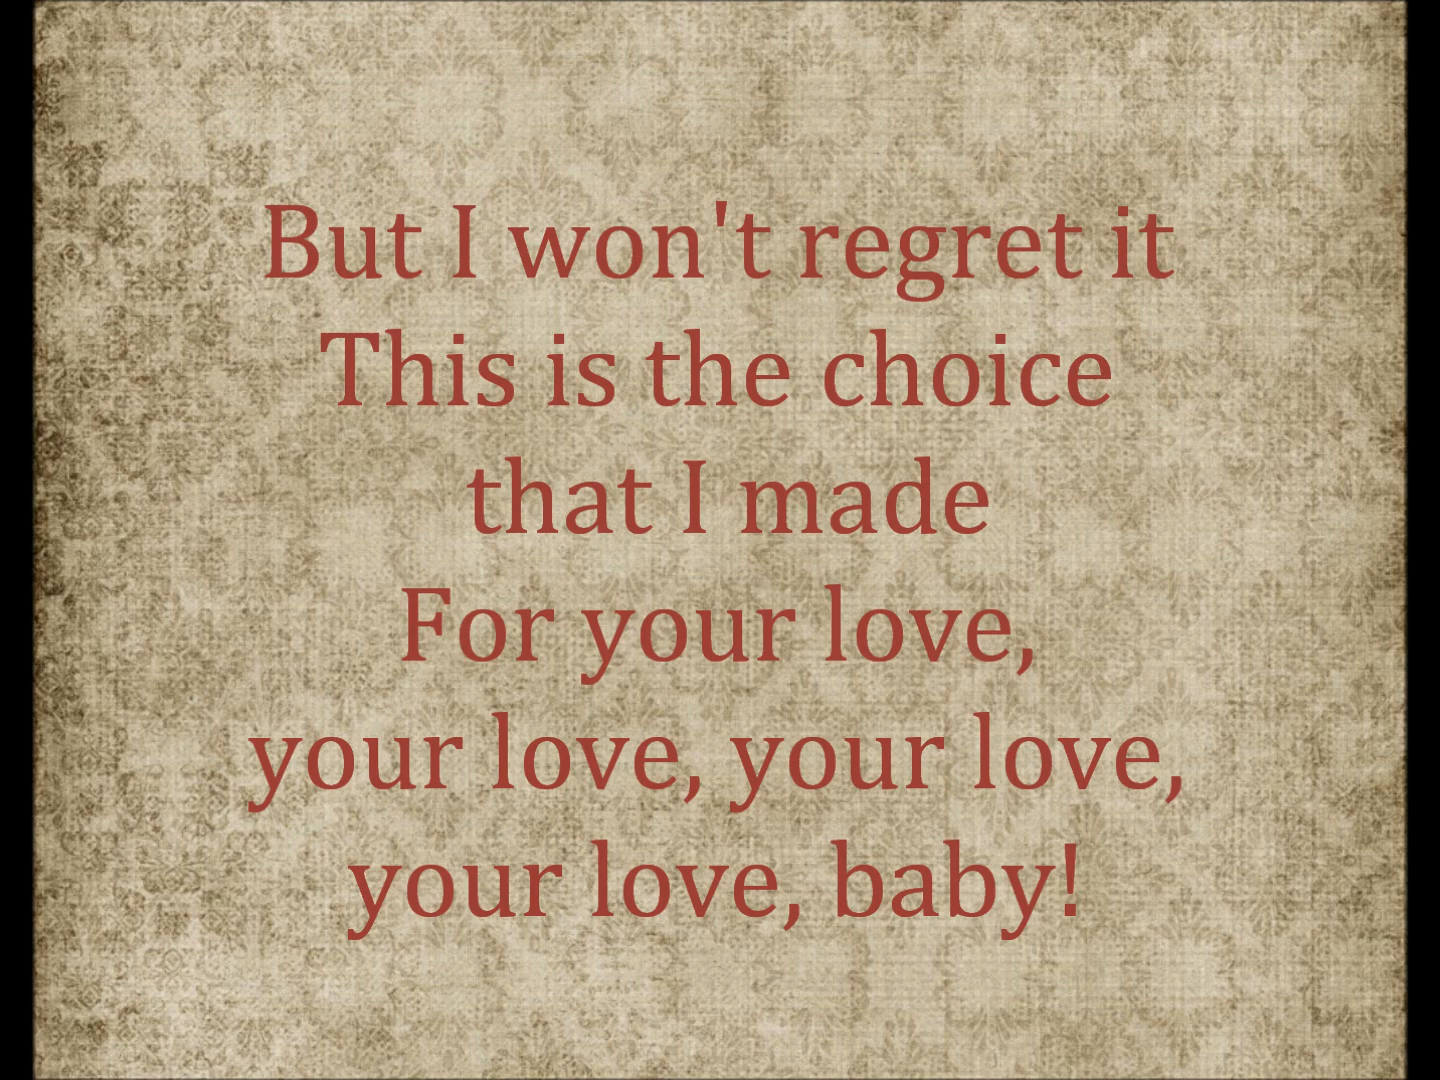 But I won't regret it
This is the choice
that I made
For your love,
your love, your love,
your love, baby!